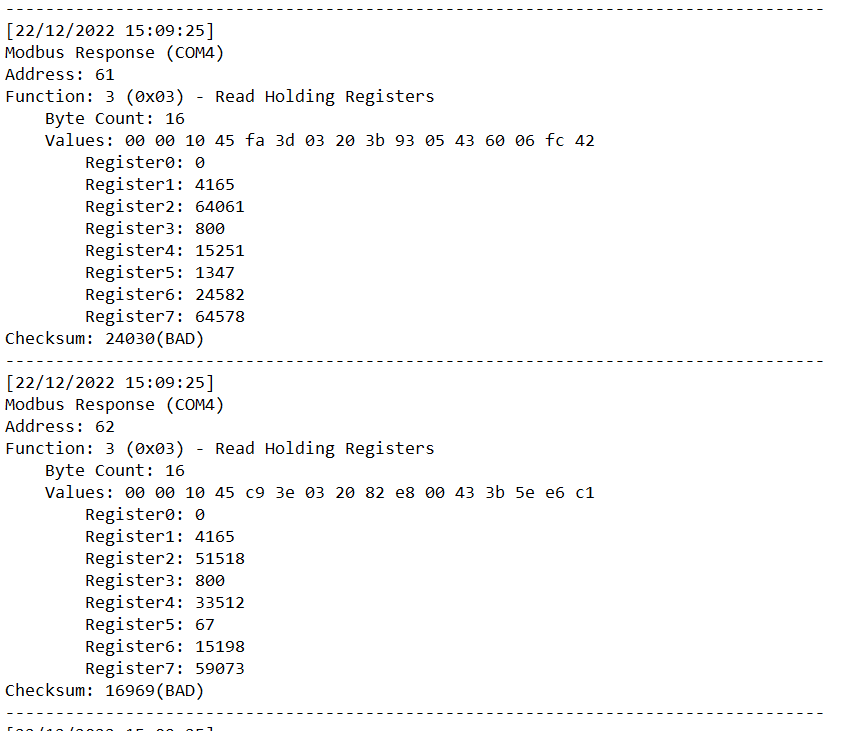 --------------------------------------------------------------------------------
[22/12/2022 15:09:25]
Modbus Response (COM4)
Address: 61
Function: 3 (0x03) - Read Holding Registers
    Byte Count: 16
    Values: 00 00 10 45 fa 3d 03 20 3b 93 05 43 60 06 fc 42
        Register0: 0
        Register1: 4165
        Register2: 64061
        Register3: 800
        Register4: 15251
        Register5: 1347
        Register6: 24582
        Register7: 64578
Checksum: 24030(BAD)
--------------------------------------------------------------------------------
[22/12/2022 15:09:25]
Modbus Response (COM4)
Address: 62
Function: 3 (0x03) - Read Holding Registers
    Byte Count: 16
    Values: 00 00 10 45 c9 3e 03 20 82 e8 00 43 3b 5e e6 c1
        Register0: 0
        Register1: 4165
        Register2: 51518
        Register3: 800
        Register4: 33512
        Register5: 67
        Register6: 15198
        Register7: 59073
Checksum: 16969(BAD)
--------------------------------------------------------------------------------